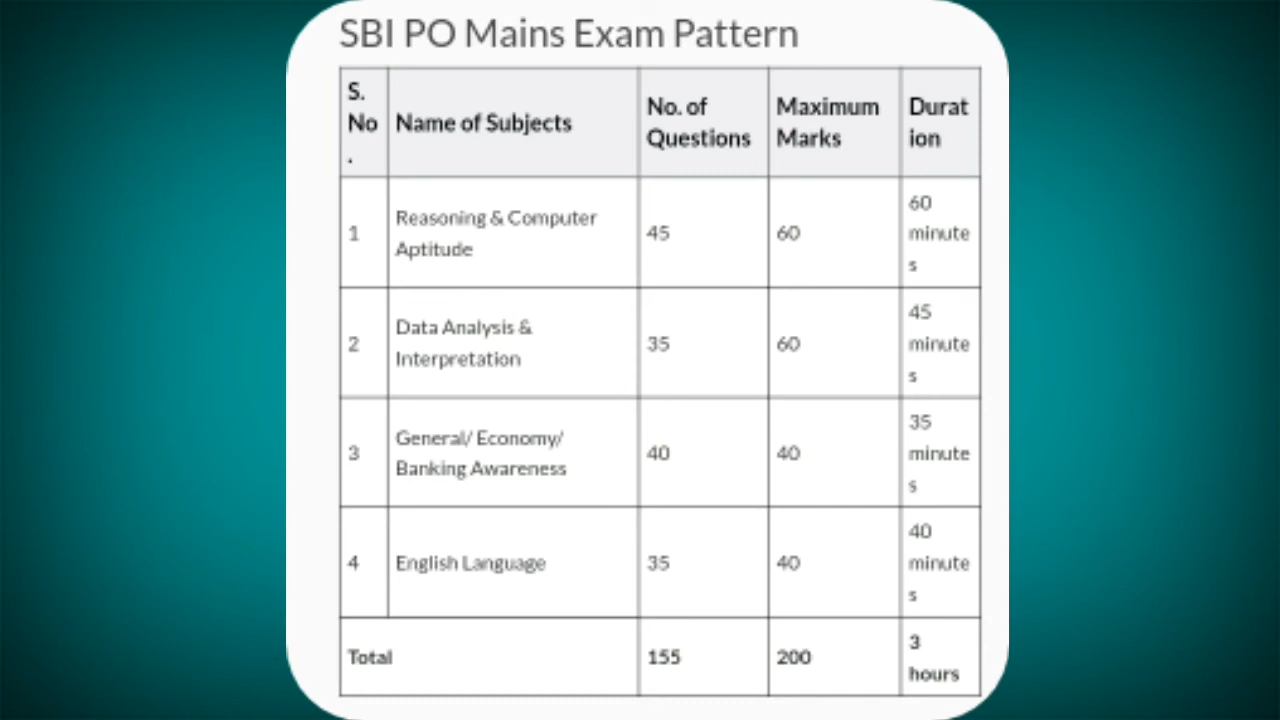 SBI PO Mains Exam Pattern
S.
No
.
Name of Subjects
No. of
Questions
Maximum
Marks
Durat
ion
1
Reasoning & Computer
Aptitude
45
60
60
minute
s
2
Data Analysis &
Interpretation
35
60
45
minute
s
3
General/ Economy/
Banking Awareness
40
40
35
minute
s
4
English Language
35
40
40
minute
s
Total
155
200
3
hours